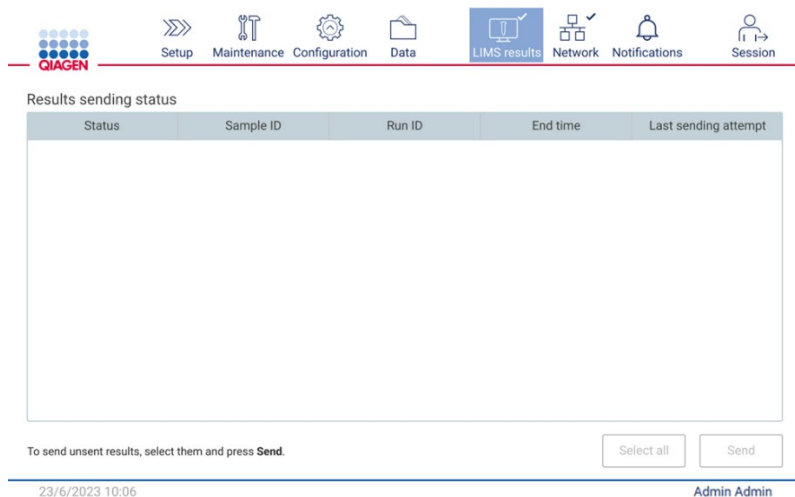 QIAGEN
Setup Maintenance Configuration Data LIMS results Network Notifications Session
Results sending status
Status Sample ID Run ID End time Last sending attempt
To send unsent results, select them and press Send.
Select all Send
23/6/2023 10:06 Admin Admin